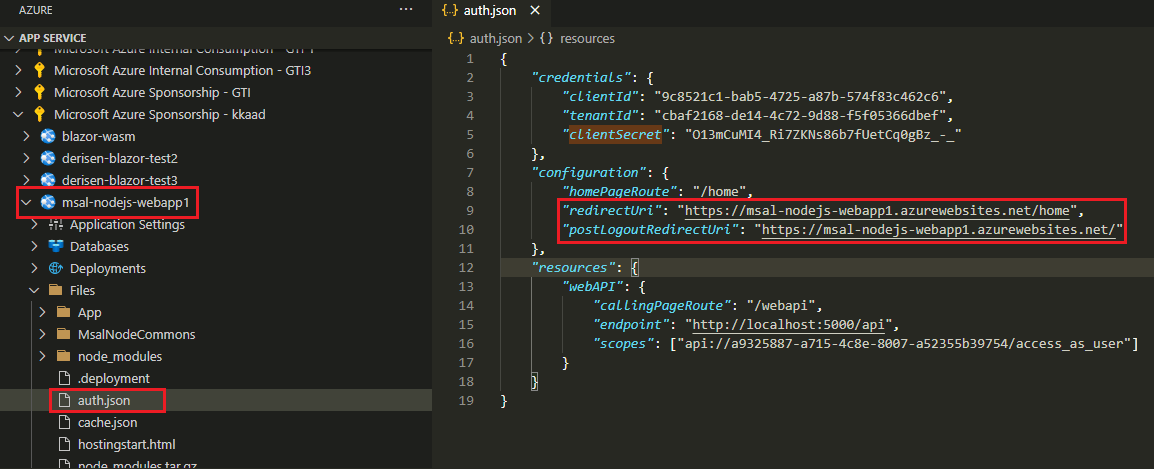 AZURE
...
APP SERVICE
Microsoft Azure Internal Consumption - GTI 1
Microsoft Azure Internal Consumption - GTI3
Microsoft Azure Sponsorship - GTI
Microsoft Azure Sponsorship - kkaad
blazor-wasm
derisen-blazor-test2
derisen-blazor-test3
msal-nodejs-webapp1
Application Settings
Databases
Deployments
Files
App
MsalNodeCommons
node_modules
.deployment
auth.json
cache.json
hostingstart.html
node_modules.tar.gz
{..} auth.json ×
{..} auth.json > {} resources
1 {
2 "credentials": {
3 "clientId": "9c8521c1-bab5-4725-a87b-574f83c462c6",
4 "tenantId": "cbaf2168-de14-4c72-9d88-f5f05366dbef",
5 "clientSecret": "O13mCuMI4_Ri7ZKNs86b7fUetCq0gBz_-_"
6 },
7 "configuration": {
8 "homePageRoute": "/home",
9 "redirectUri": "https://msal-nodejs-webapp1.azurewebsites.net/home",
10 "postLogoutRedirectUri": "https://msal-nodejs-webapp1.azurewebsites.net/"
11 },
12 "resources": {
13 "webAPI": {
14 "callingPageRoute": "/webapi",
15 "endpoint": "http://localhost:5000/api",
16 "scopes": ["api://a9325887-a715-4c8e-8007-a52355b39754/access_as_user"]
17 }
18 }
19 }